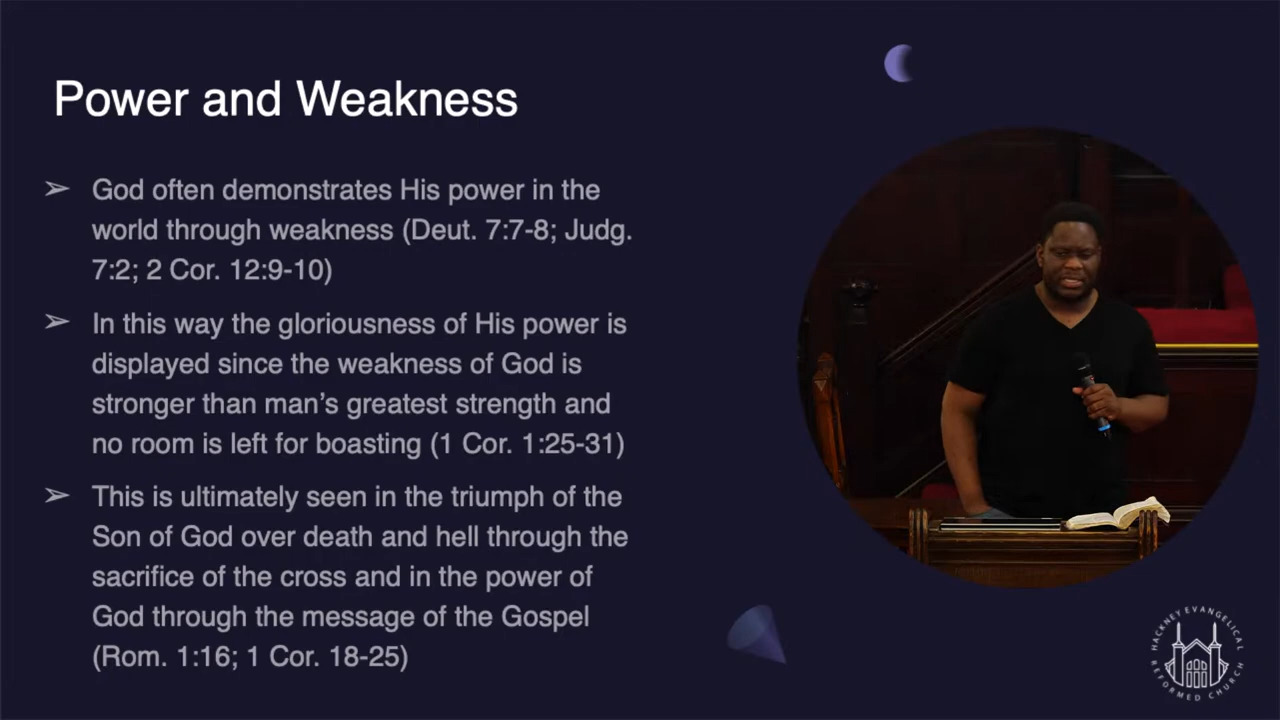 Power and Weakness
➢ God often demonstrates His power in the
world through weakness (Deut. 7:7-8; Judg.
7:2; 2 Cor. 12:9-10)
➢ In this way the gloriousness of His power is
displayed since the weakness of God is
stronger than man’s greatest strength and
no room is left for boasting (1 Cor. 1:25-31)
➢ This is ultimately seen in the triumph of the
Son of God over death and hell through the
sacrifice of the cross and in the power of
God through the message of the Gospel
(Rom. 1:16; 1 Cor. 18-25)
HACKNEY EVANGELICAL
REFORMED CHURCH